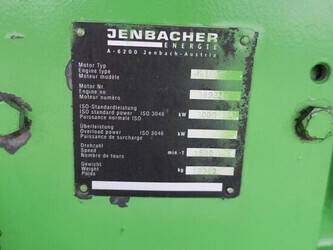 JENBACHER
ENERGIE
A-6200 Jenbach-Austria
Motor Typ
Engine type
Moteur modèle
Motor Nr.
Engine no.
Moteur numéro
ISO-Standardleistung
ISO standard power ISO 3046 kW
Puissance normale ISO
Überleistung
Overload power ISO 3046 kW
Puissance de surcharge
Drehzahl
Speed min -1
Nombre de tours
Gewicht
Weight kg
Poids